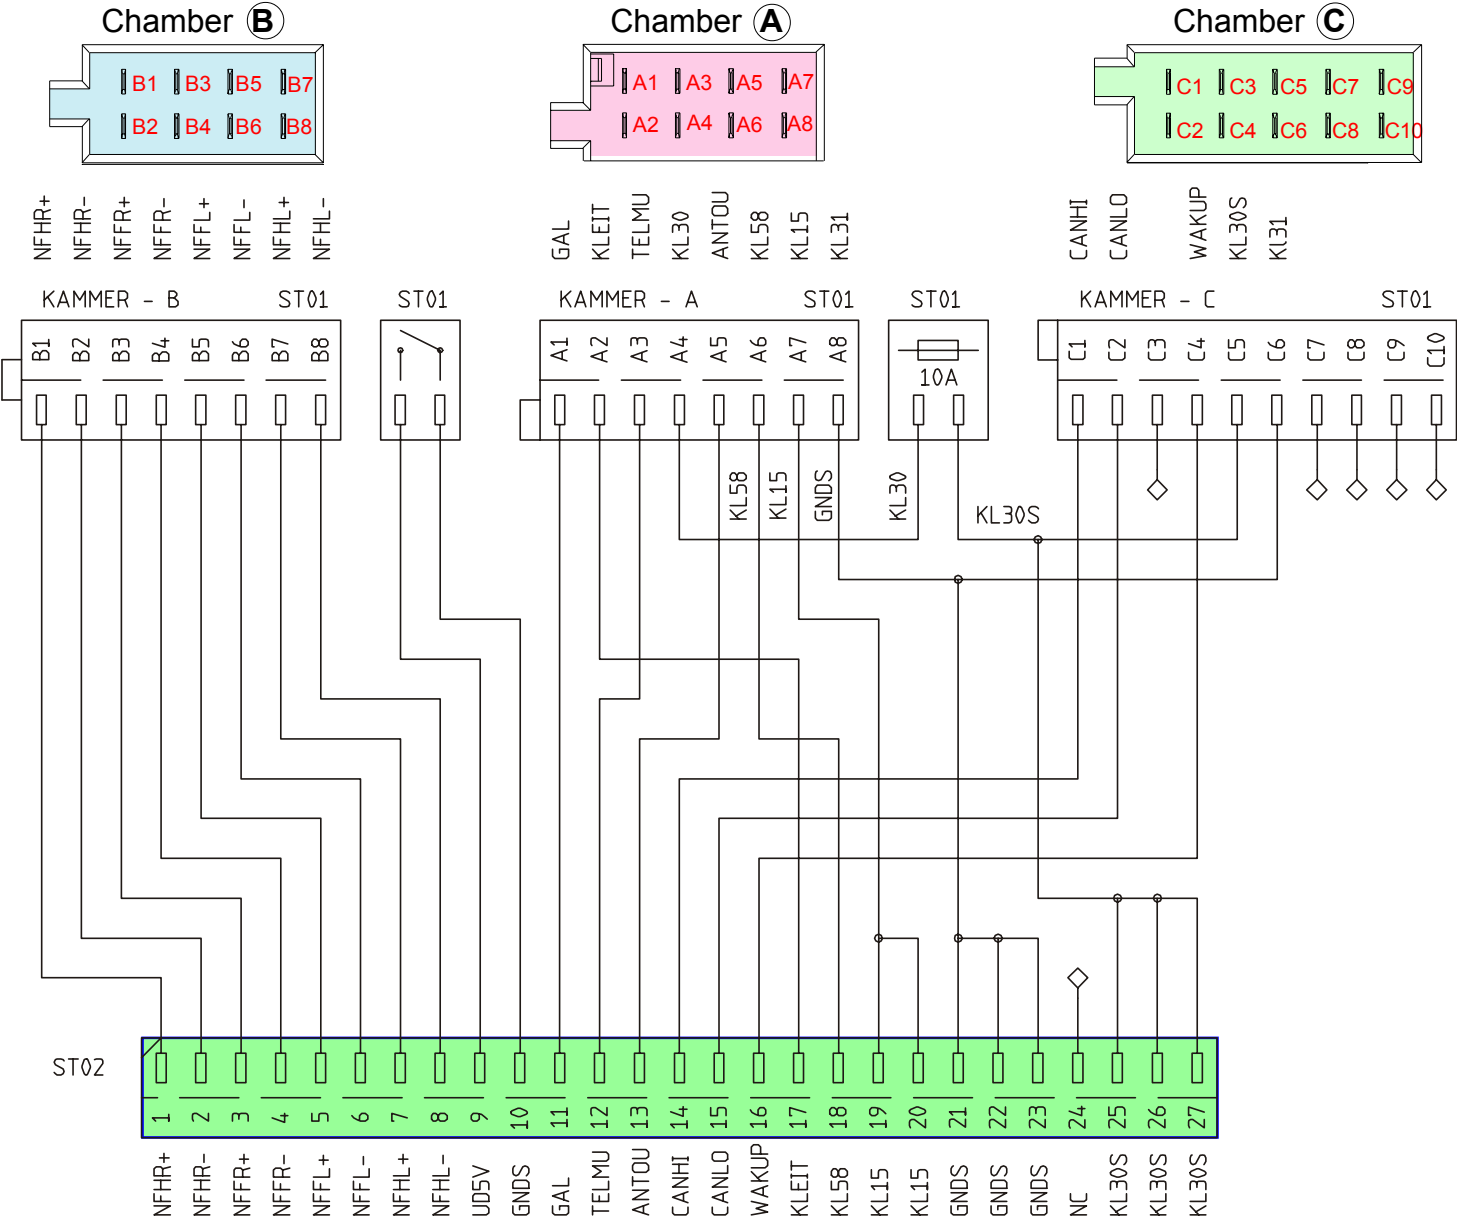 Chamber B
Chamber A
Chamber C
B1 B3 B5 B7
B2 B4 B6 B8
A1 A3 A5 A7
A2 A4 A6 A8
C1 C3 C5 C7 C9
C2 C4 C6 C8 C10
NFHR+ NFHR- NFFR+ NFFR- NFFL+ NFFL- NFHL+ NFHL-
GAL KLEIT TELMU KL30 ANTOU KL58 KL15 KL31
CANHI CANLO WAKUP KL30S Kl31
KAMMER - B ST01
ST01
KAMMER - A ST01
ST01
KAMMER - C ST01
B1 B2 B3 B4 B5 B6 B7 B8
A1 A2 A3 A4 A5 A6 A7 A8
10A
C1 C2 C3 C4 C5 C6 C7 C8 C9 C10
KL58 KL15 GNDS KL30
KL30S
ST02
1 2 3 4 5 6 7 8 9 10 11 12 13 14 15 16 17 18 19 20 21 22 23 24 25 26 27
NFHR+ NFHR- NFFR+ NFFR- NFFL+ NFFL- NFHL+ NFHL- UD5V GNDS GAL TELMU ANTOU CANHI CANLO WAKUP KLEIT KL58 KL15 KL15 GNDS GNDS GNDS NC KL30S KL30S KL30S